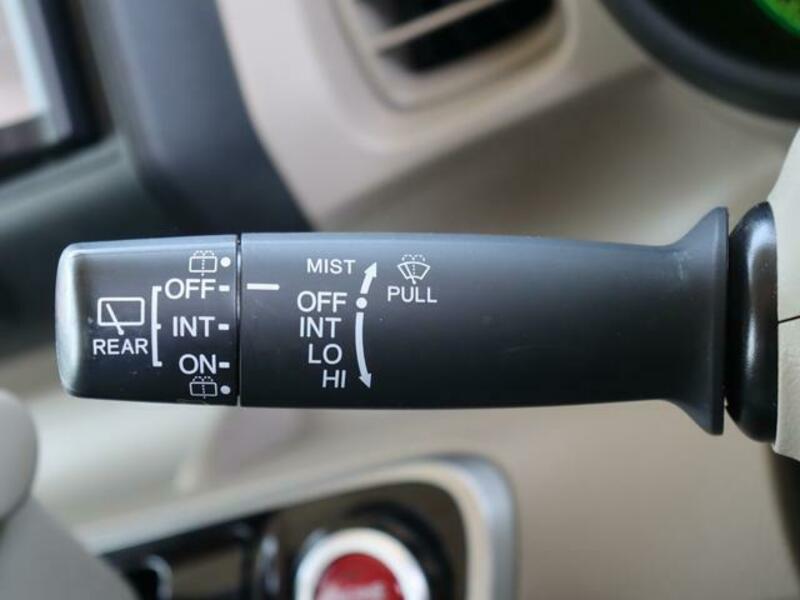 OFF
INT
ON
REAR
MIST
OFF
INT
LO
HI
PULL